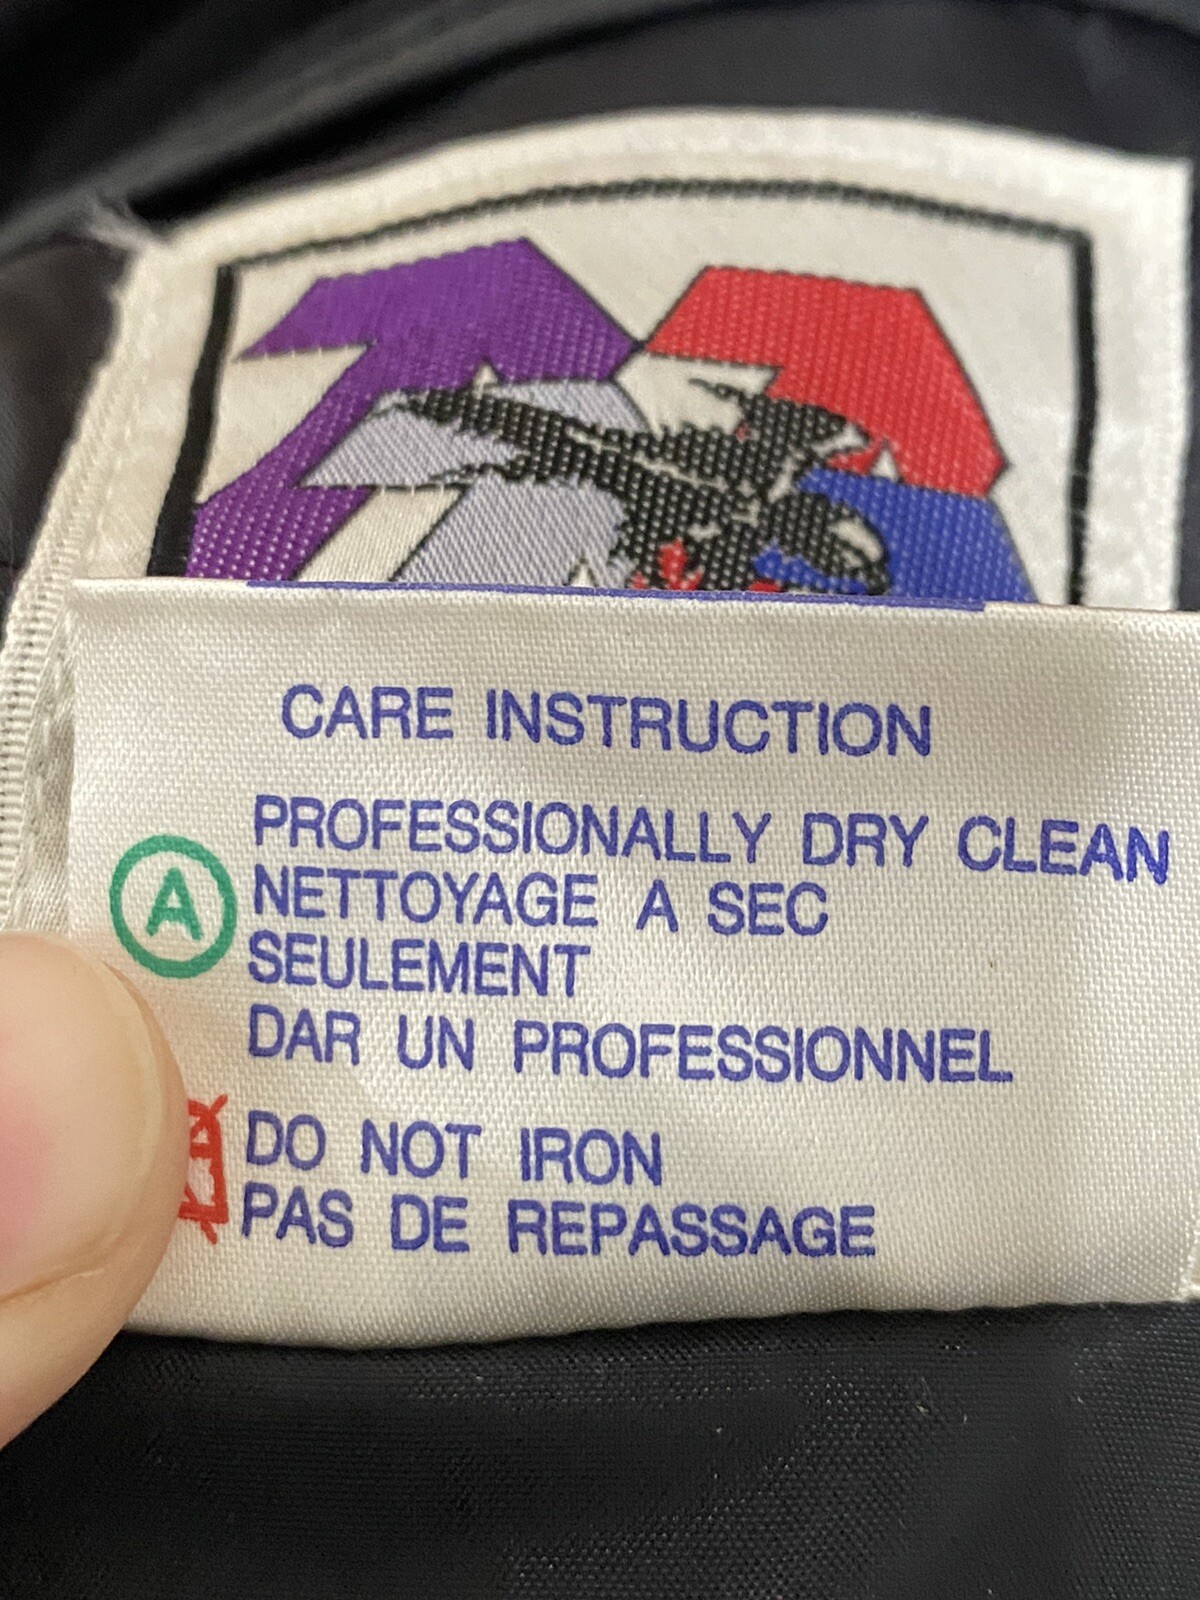 CARE INSTRUCTION
PROFESSIONALLY DRY CLEAN
A NETTOYAGE A SEC
SEULEMENT
DAR UN PROFESSIONNEL
DO NOT IRON
PAS DE REPASSAGE